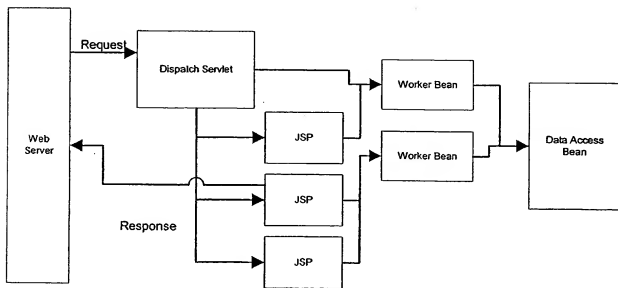 Request
Dispatch Servlet
Worker Bean
Web
Server
JSP
Worker Bean
Data Access
Bean
JSP
Response
JSP